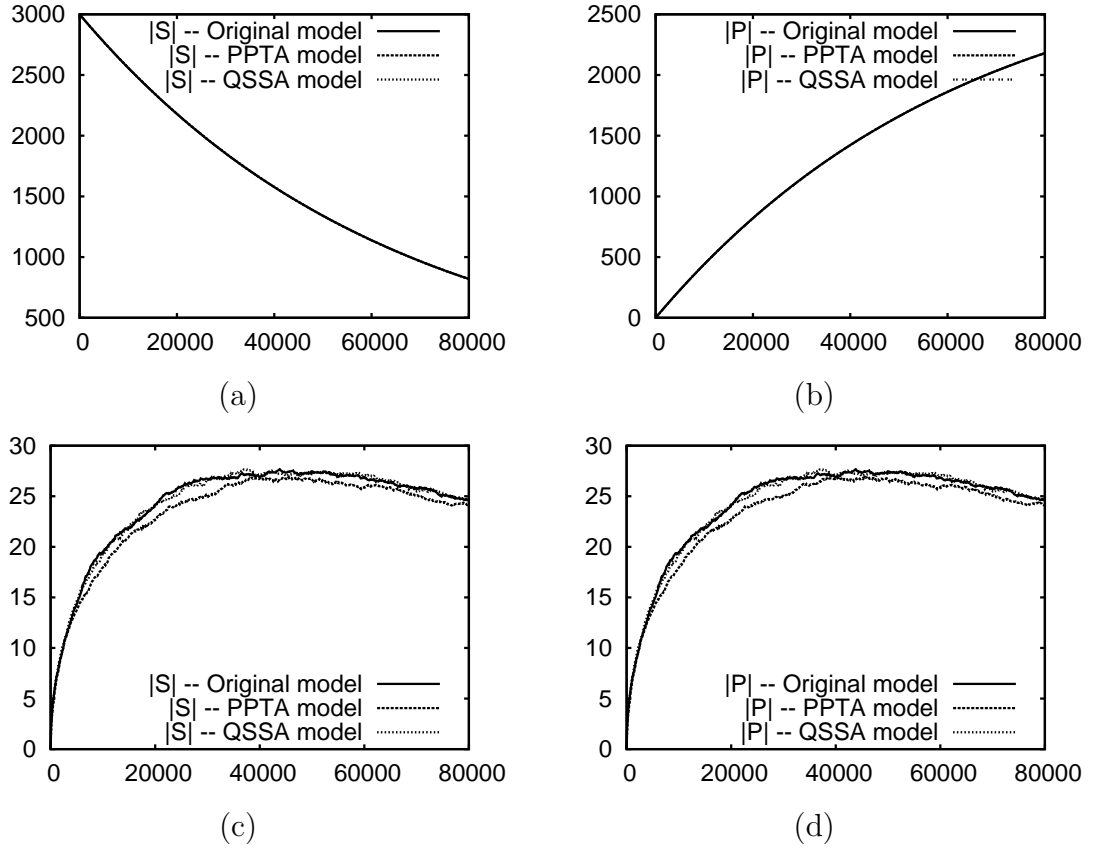 3000
2500
2000
1500
1000
500
|S| -- Original model
|S| -- PPTA model
|S| -- QSSA model
0 20000 40000 60000 80000
(a)
2500
2000
1500
1000
500
0
|P| -- Original model
|P| -- PPTA model
|P| -- QSSA model
0 20000 40000 60000 80000
(b)
30
25
20
15
10
5
0
|S| -- Original model
|S| -- PPTA model
|S| -- QSSA model
0 20000 40000 60000 80000
(c)
30
25
20
15
10
5
0
|P| -- Original model
|P| -- PPTA model
|P| -- QSSA model
0 20000 40000 60000 80000
(d)